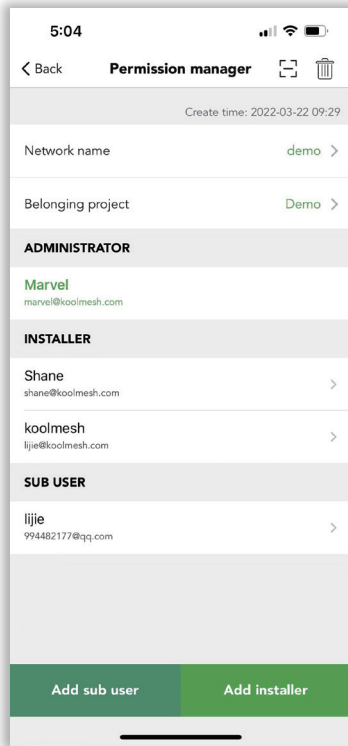 5:04
Back Permission manager
Create time: 2022-03-22 09:29
Network name demo
Belonging project Demo
ADMINISTRATOR
Marvel
marvel@koolmesh.com
INSTALLER
Shane
shane@koolmesh.com
koolmesh
lijie@koolmesh.com
SUB USER
lijie
994482177@qq.com
Add sub user Add installer